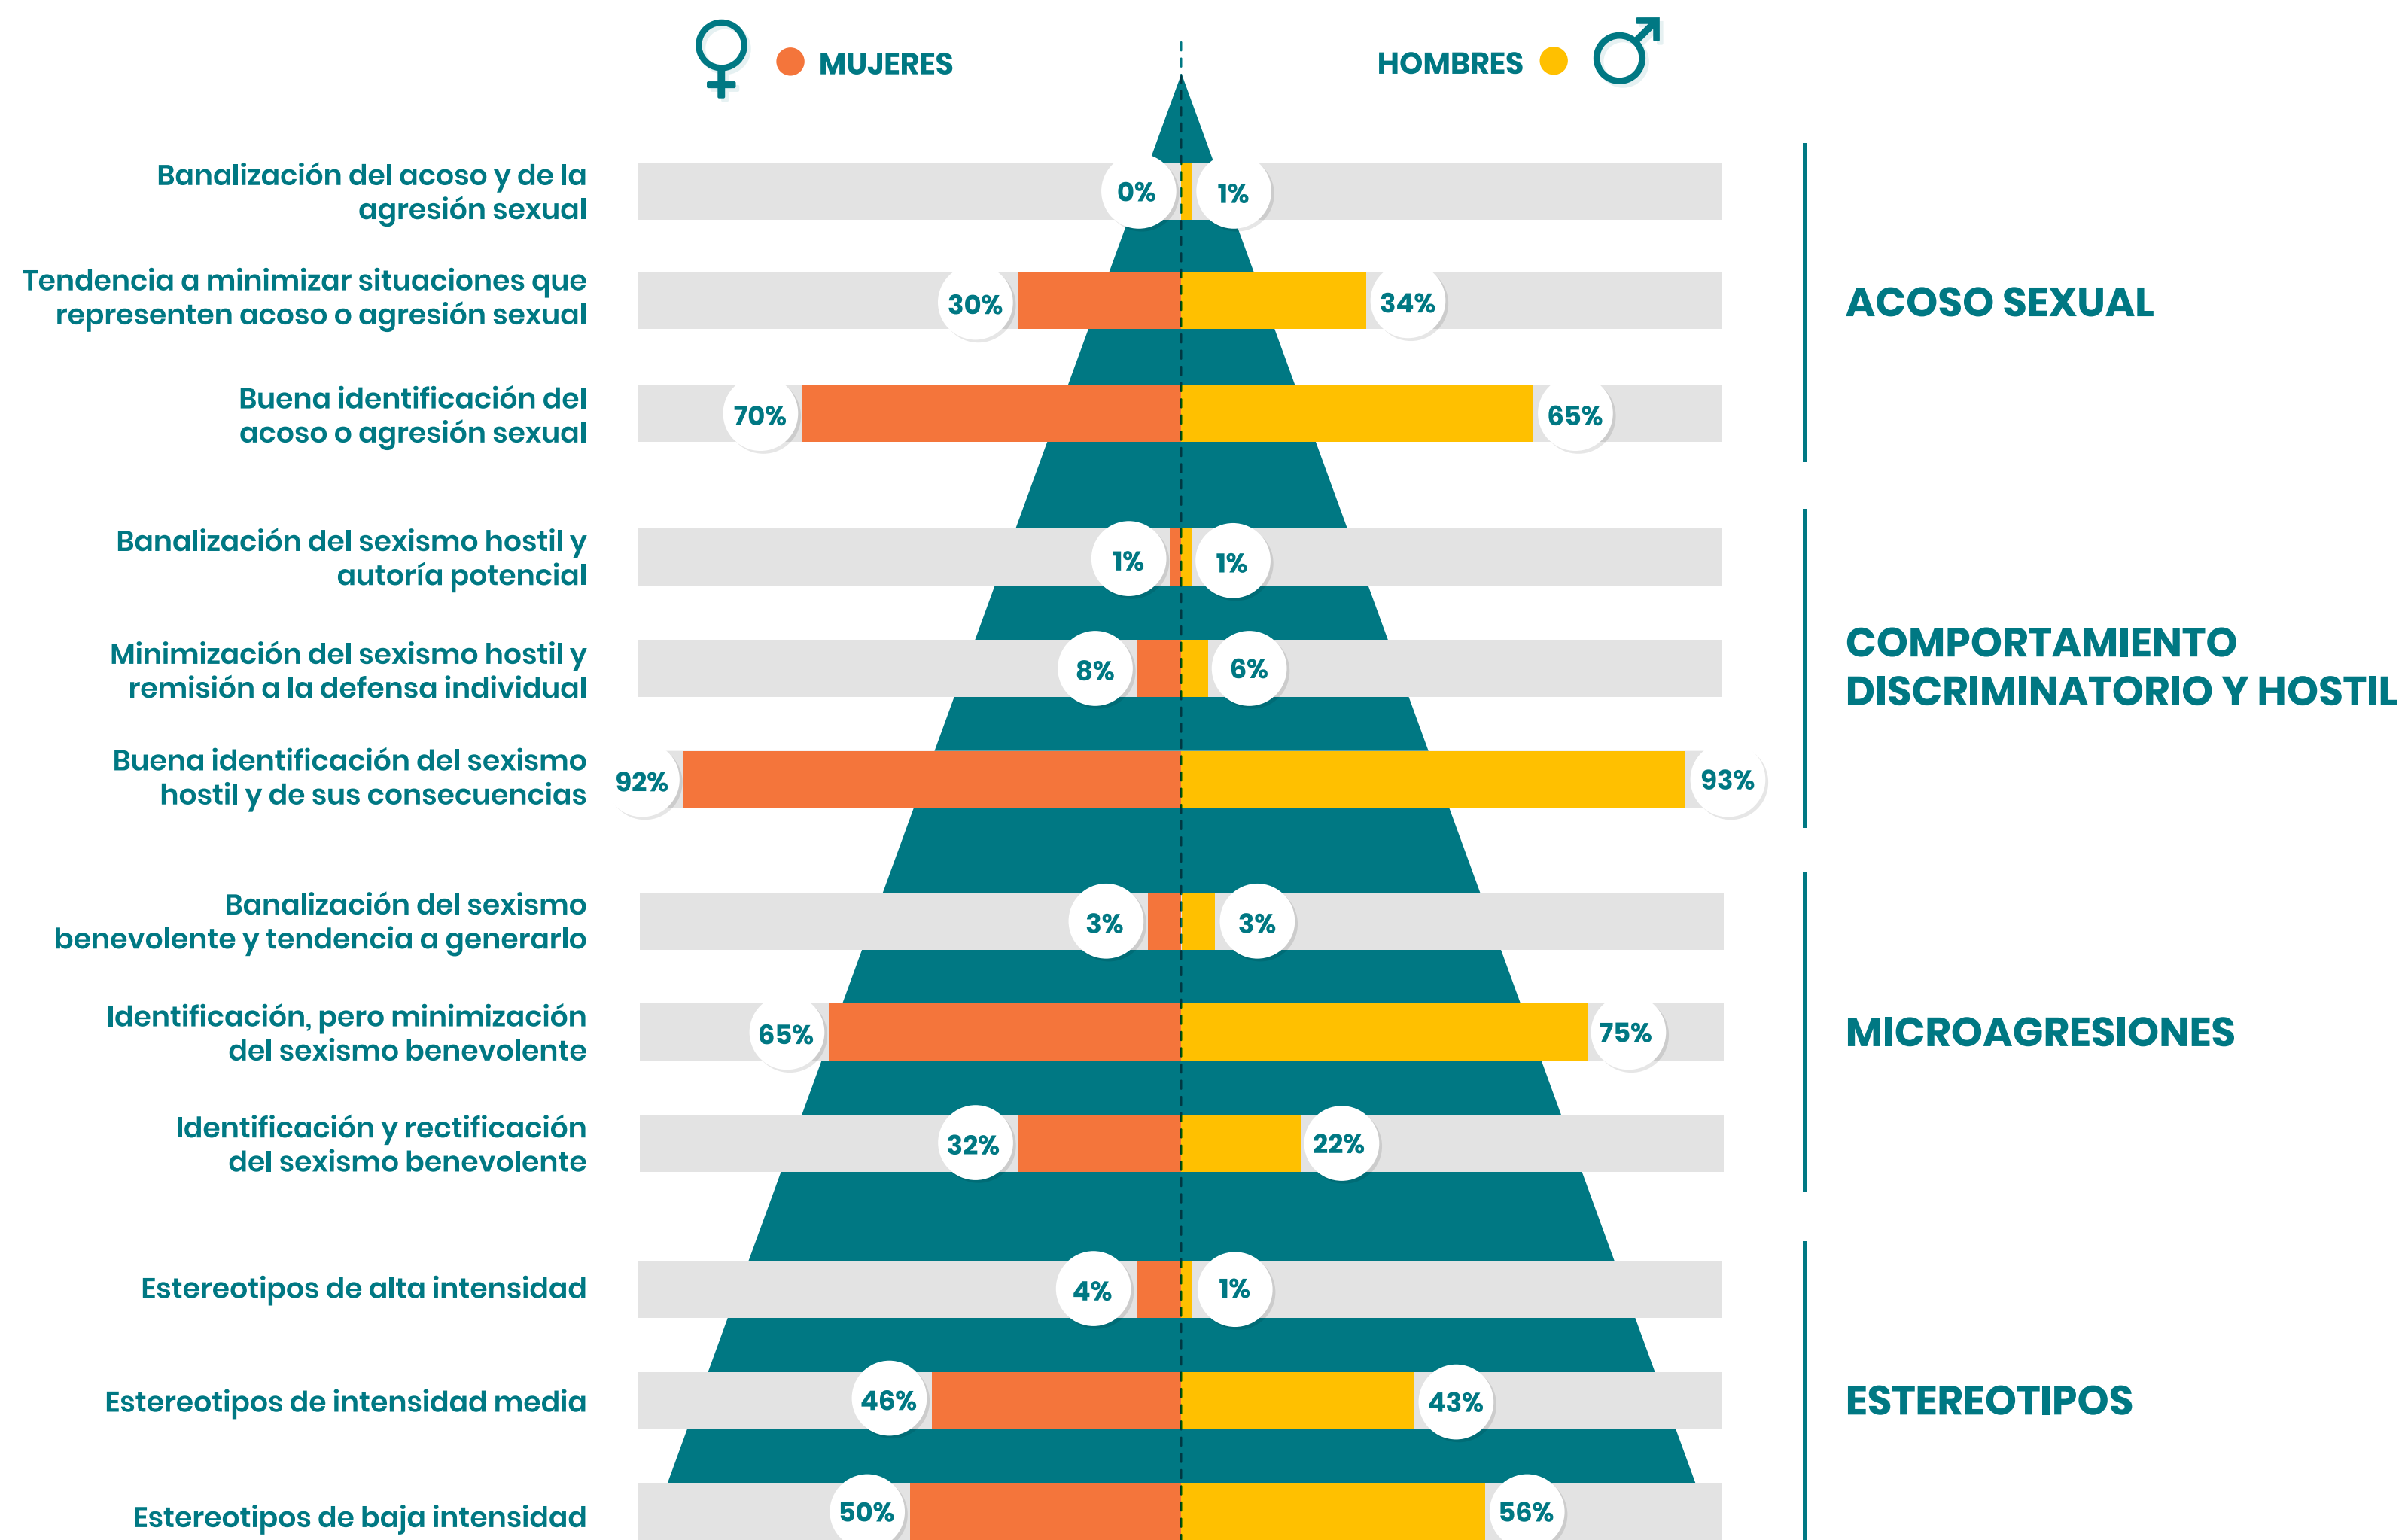 MUJERES
HOMBRES
Banalización del acoso y de la
agresión sexual
0%
1%
Tendencia a minimizar situaciones que
representen acoso o agresión sexual
30%
34%
Buena identificación del
acoso o agresión sexual
70%
65%
ACOSO SEXUAL
Banalización del sexismo hostil y
autoría potencial
1%
1%
Minimización del sexismo hostil y
remisión a la defensa individual
8%
6%
Buena identificación del sexismo
hostil y de sus consecuencias
92%
93%
COMPORTAMIENTO
DISCRIMINATORIO Y HOSTIL
Banalización del sexismo
benevolente y tendencia a generarlo
3%
3%
Identificación, pero minimización
del sexismo benevolente
65%
75%
Identificación y rectificación
del sexismo benevolente
32%
22%
MICROAGRESIONES
Estereotipos de alta intensidad
4%
1%
Estereotipos de intensidad media
46%
43%
Estereotipos de baja intensidad
50%
56%
ESTEREOTIPOS